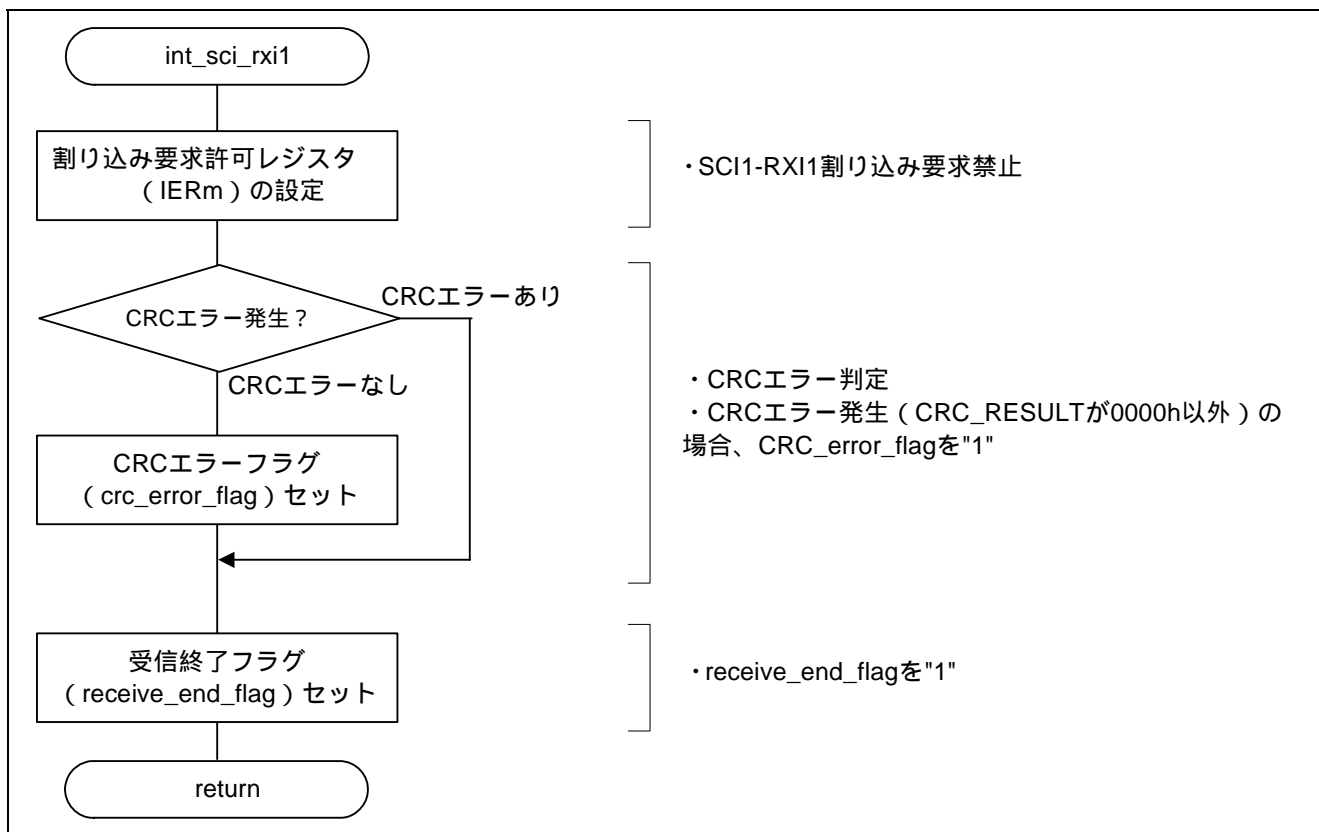 int_sci_rxi1
割り込み要求許可レジスタ
（IERm）の設定
・SCI1-RXI1割り込み要求禁止
CRCエラー発生？
CRCエラーあり
CRCエラーなし
・CRCエラー判定
・CRCエラー発生（CRC_RESULTが0000h以外）の
場合、CRC_error_flagを"1"
CRCエラーフラグ
（crc_error_flag）セット
受信終了フラグ
（receive_end_flag）セット
・receive_end_flagを"1"
return